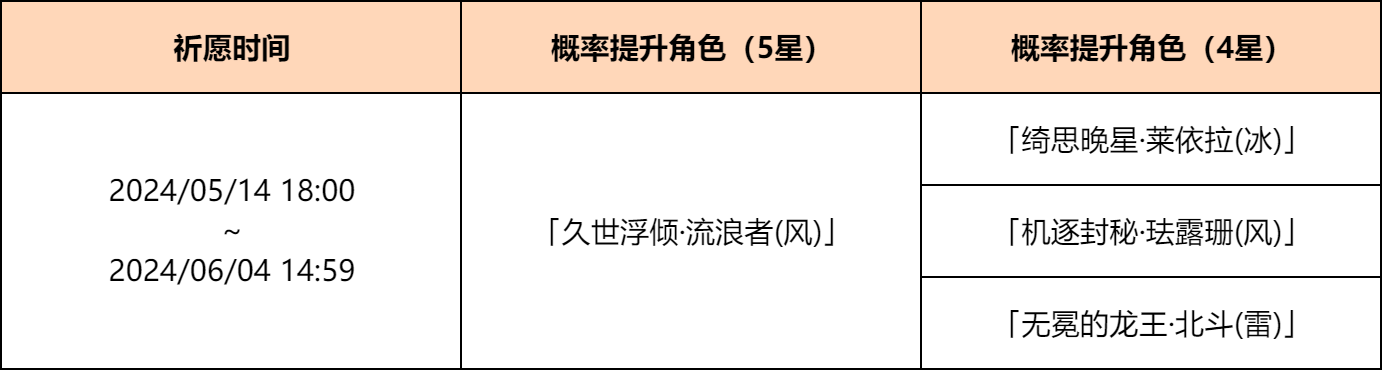 祈愿时间
概率提升角色（5星）
概率提升角色（4星）
2024/05/14 18:00
~
2024/06/04 14:59
「久世浮倾·流浪者(风)」
「绮思晚星·莱依拉(冰)」
「机逐封秘·珐露珊(风)」
「无冕的龙王·北斗(雷)」